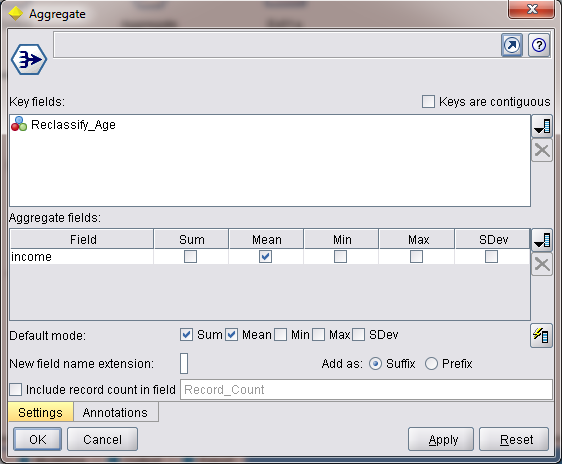 Aggregate
?
Key fields: Keys are contiguous
Reclassify_Age
Aggregate fields:
Field Sum Mean Min Max SDev
income
Default mode: Sum Mean Min Max SDev
New field name extension: Add as: Suffix Prefix
Include record count in field Record_Count
Settings Annotations
OK Cancel Apply Reset